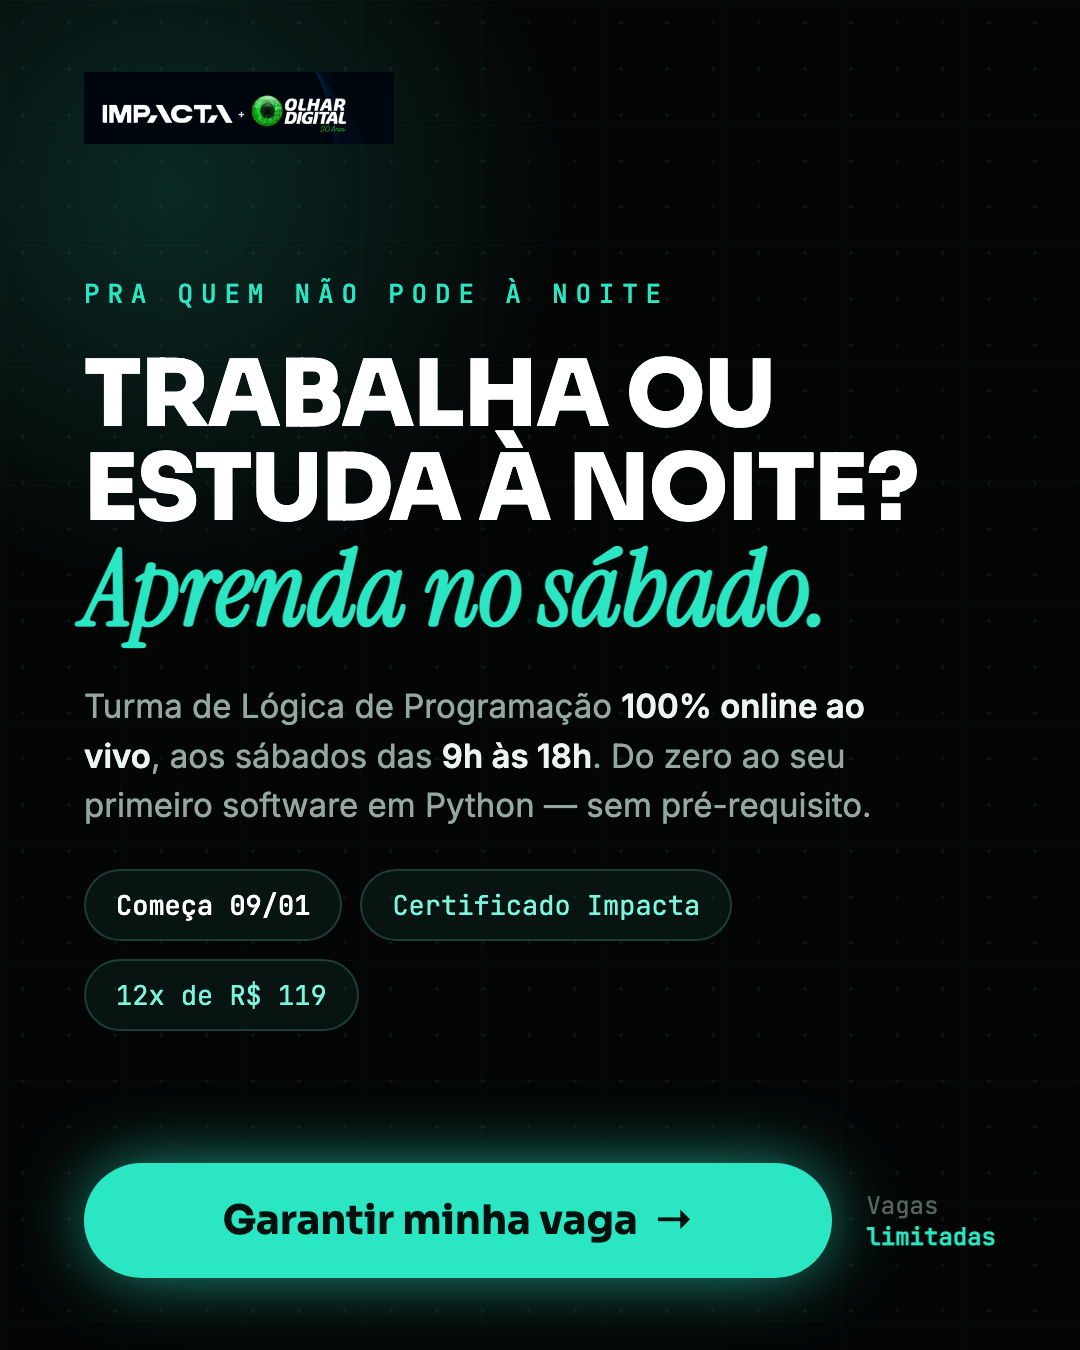 IMPACTA + OLHAR DIGITAL 20 Anos
PRA QUEM NÃO PODE À NOITE
TRABALHA OU
ESTUDA À NOITE?
Aprenda no sábado.
Turma de Lógica de Programação 100% online ao
vivo, aos sábados das 9h às 18h. Do zero ao seu
primeiro software em Python — sem pré-requisito.
Começa 09/01
Certificado Impacta
12x de R$ 119
Garantir minha vaga →
Vagas
limitadas